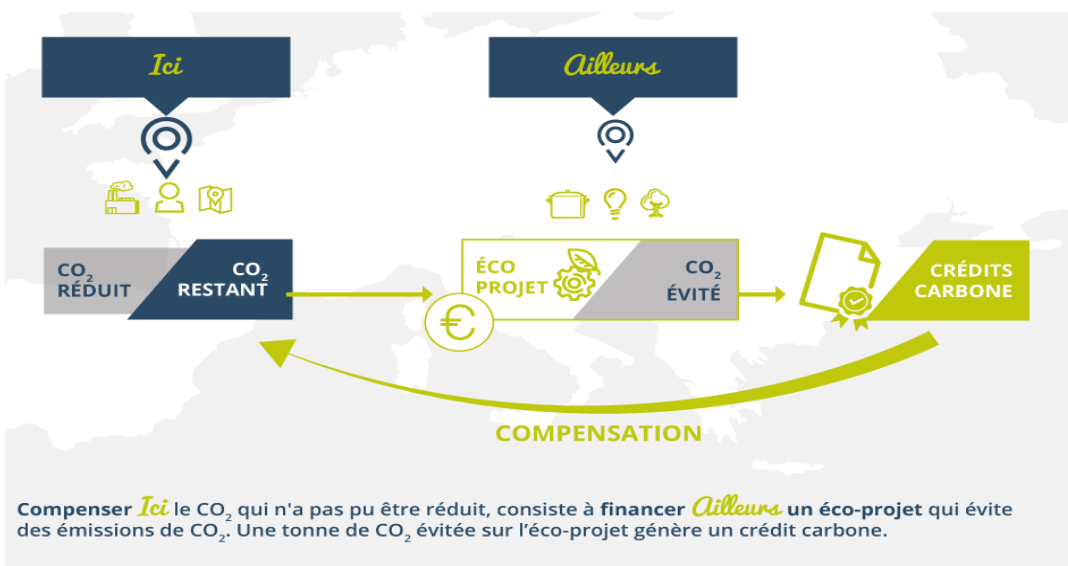 Ici
Ailleurs
CO₂
RÉDUIT
CO₂
RESTANT
ÉCO
PROJET
€
CO₂
ÉVITÉ
CRÉDITS
CARBONE
COMPENSATION
Compenser Ici le CO₂ qui n'a pas pu être réduit, consiste à financer Ailleurs un éco-projet qui évite
des émissions de CO₂. Une tonne de CO₂ évitée sur l’éco-projet génère un crédit carbone.